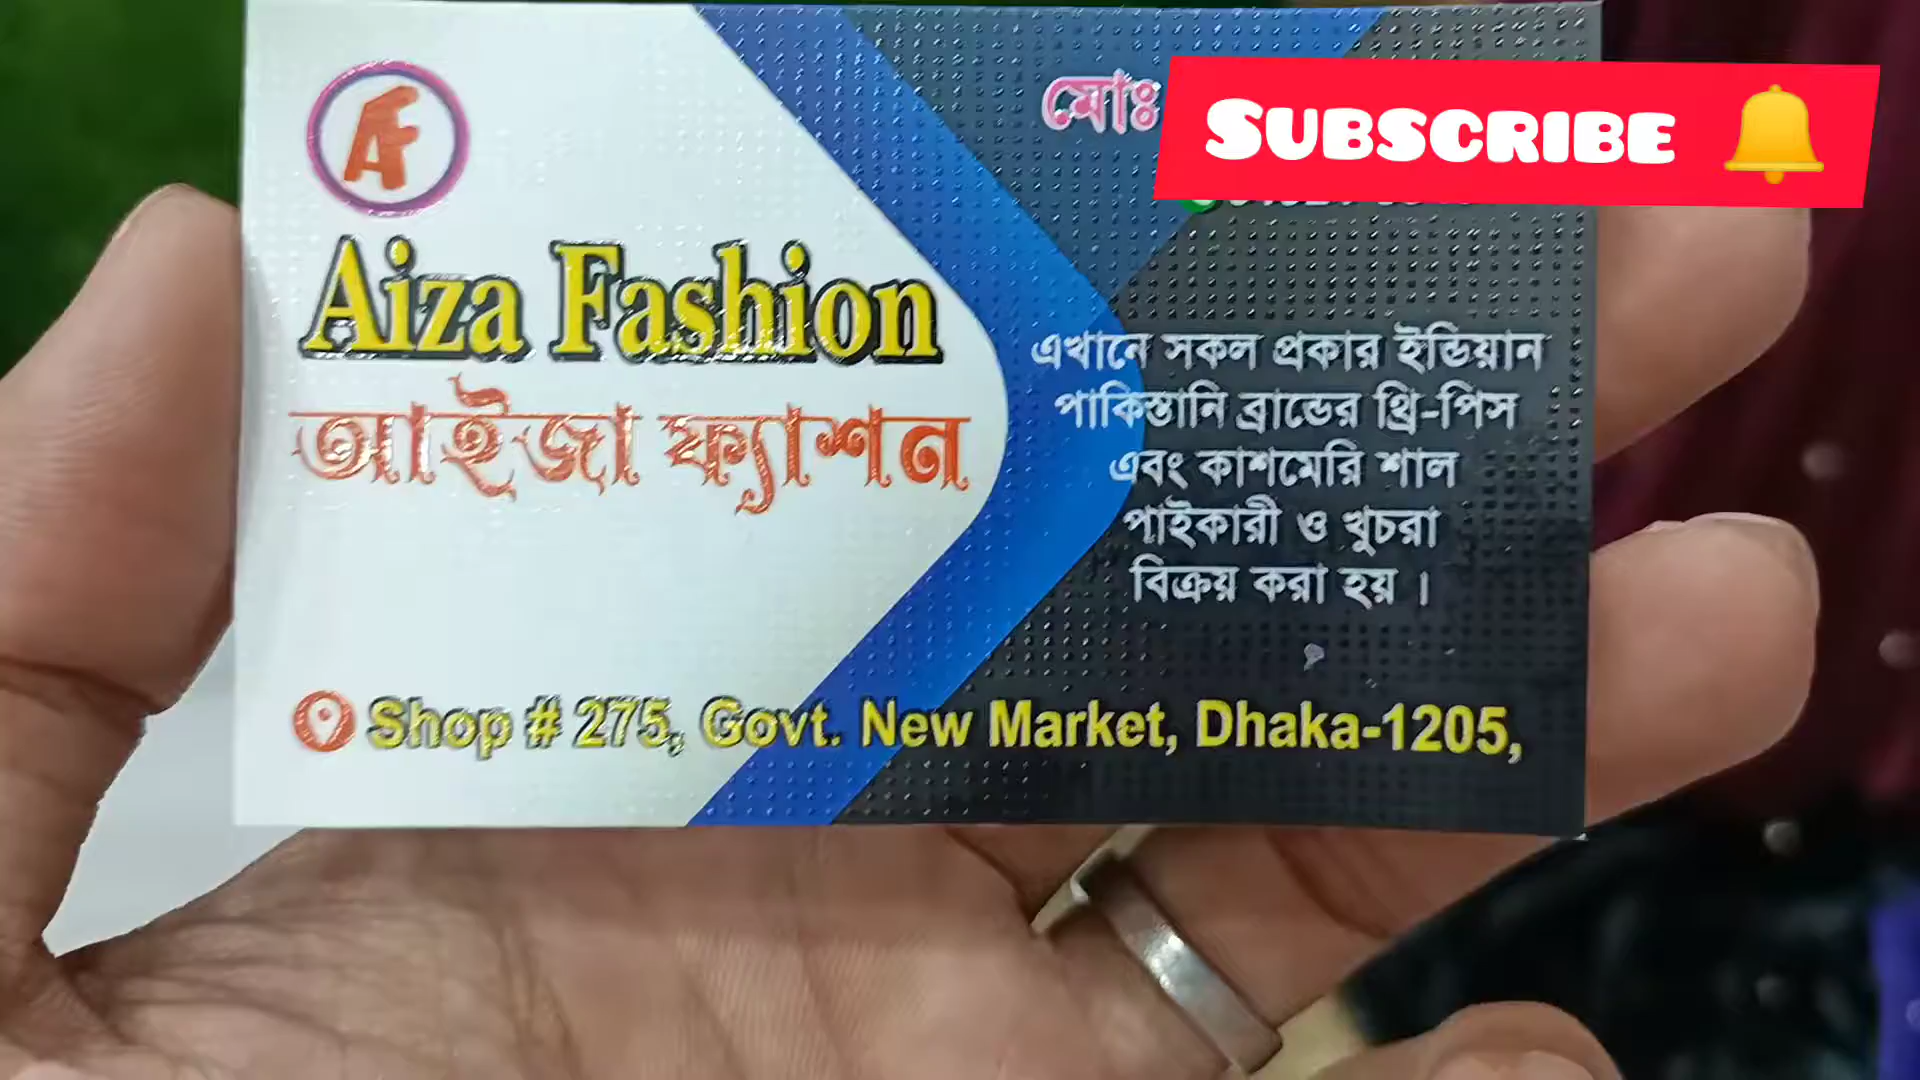 AF
মোঃ
SUBSCRIBE
Aiza Fashion
আইজা ফ্যাশন
এখানে সকল প্রকার ইন্ডিয়ান
পাকিস্তানি ব্রান্ডের থ্রি-পিস
এবং কাশমেরি শাল
পাইকারী ও খুচরা
বিক্রয় করা হয় ।
Shop # 275, Govt. New Market, Dhaka-1205,